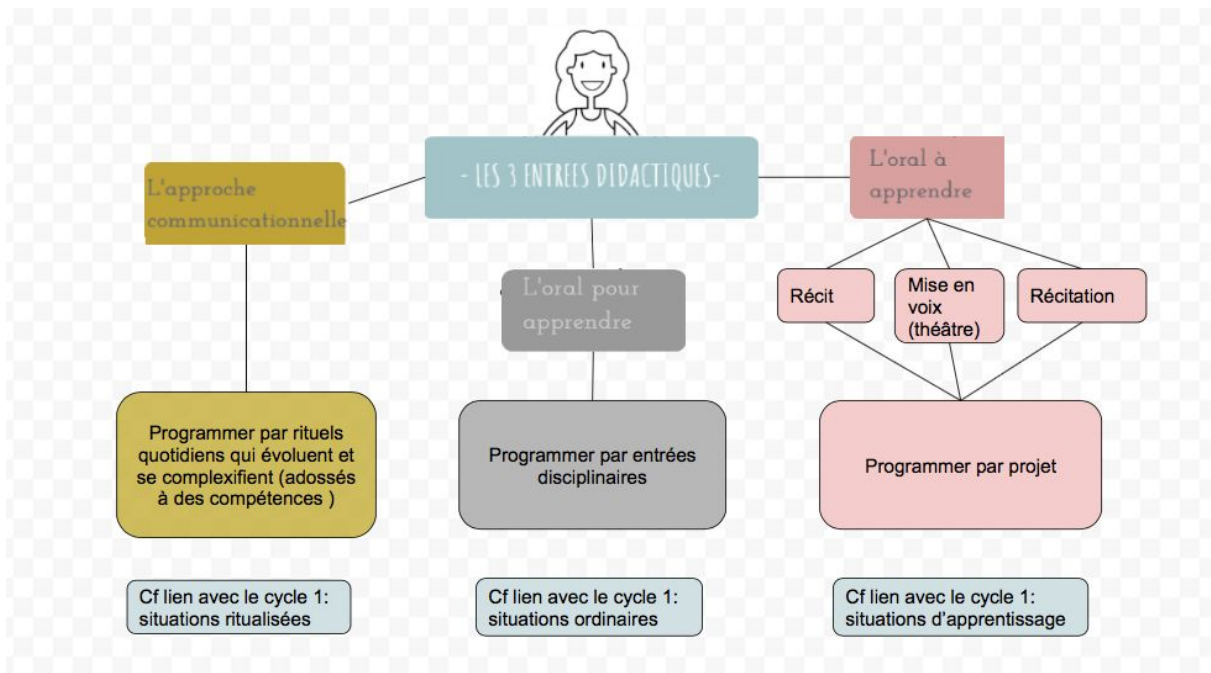 - LES 3 ENTREES DIDACTIQUES-
L'approche
communicationnelle
L'oral pour
apprendre
L'oral à
apprendre
Récit
Mise en
voix
(théâtre)
Récitation
Programmer par rituels
quotidiens qui évoluent et
se complexifient (adossés
à des compétences )
Programmer par entrées
disciplinaires
Programmer par projet
Cf lien avec le cycle 1:
situations ritualisées
Cf lien avec le cycle 1:
situations ordinaires
Cf lien avec le cycle 1:
situations d'apprentissage